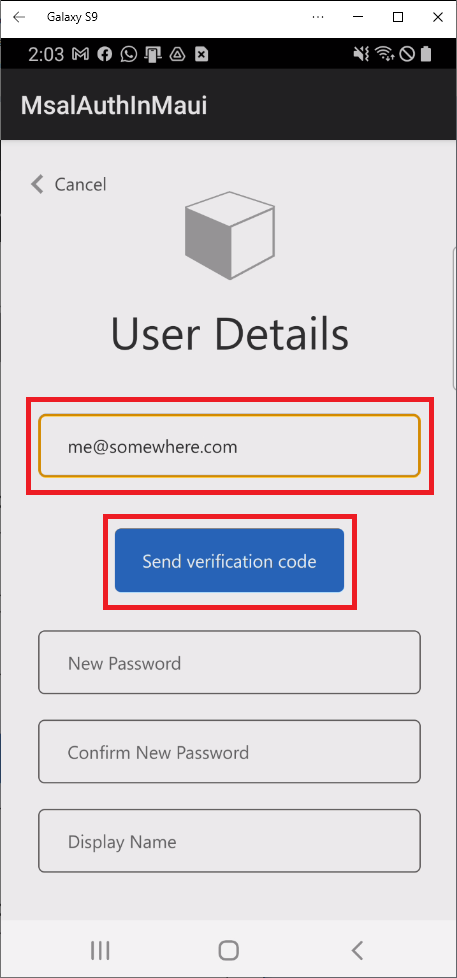 Galaxy S9
2:03
MsalAuthInMaui
Cancel
User Details
me@somewhere.com
Send verification code
New Password
Confirm New Password
Display Name